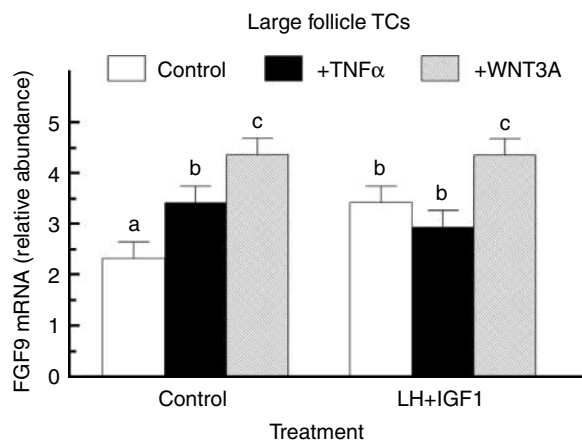 Large follicle TCs
Control +TNFα +WNT3A
FGF9 mRNA (relative abundance)
5
4
3
2
1
0
a b c b b c
Control LH+IGF1
Treatment